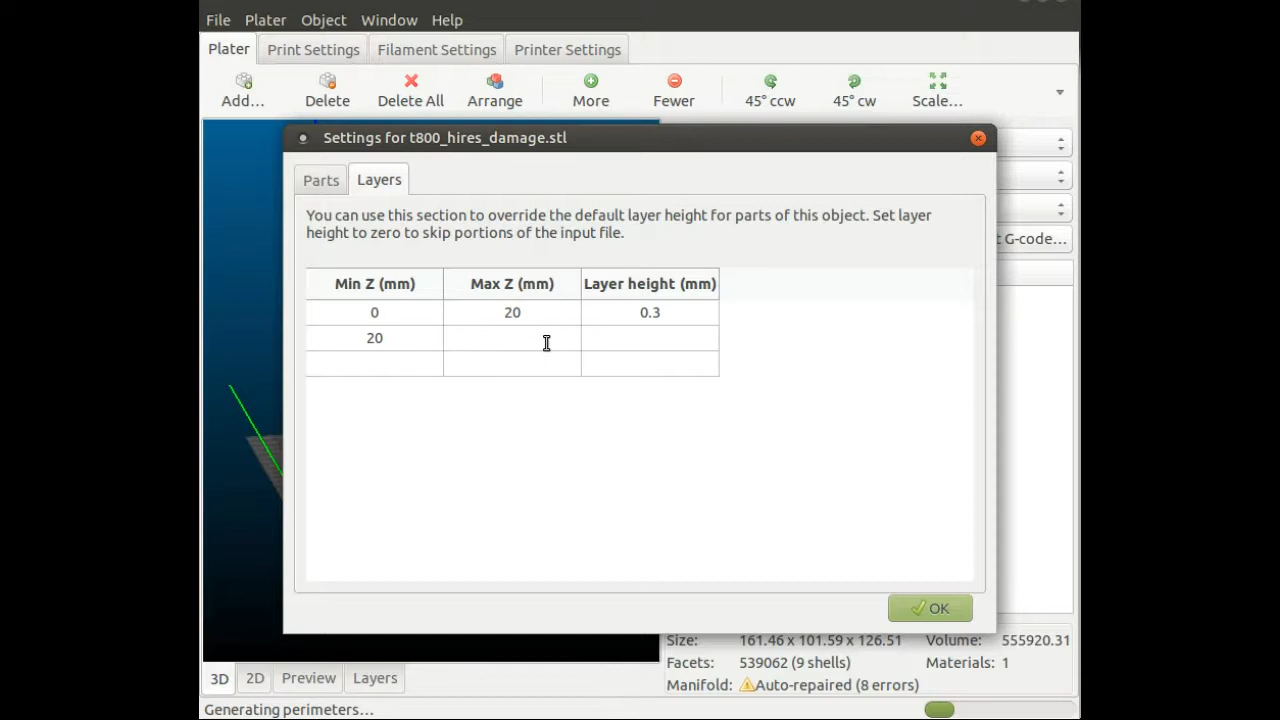 File Plater Object Window Help
Plater Print Settings Filament Settings Printer Settings
Add... Delete Delete All Arrange More Fewer 45° ccw 45° cw Scale...
Settings for t800_hires_damage.stl
Parts Layers
You can use this section to override the default layer height for parts of this object. Set layer
height to zero to skip portions of the input file.
t G-code...
Min Z (mm) Max Z (mm) Layer height (mm)
0 20 0.3
20
OK
Size: 161.46 x 101.59 x 126.51 Volume: 555920.31
Facets: 539062 (9 shells) Materials: 1
Manifold: Auto-repaired (8 errors)
3D 2D Preview Layers
Generating perimeters...